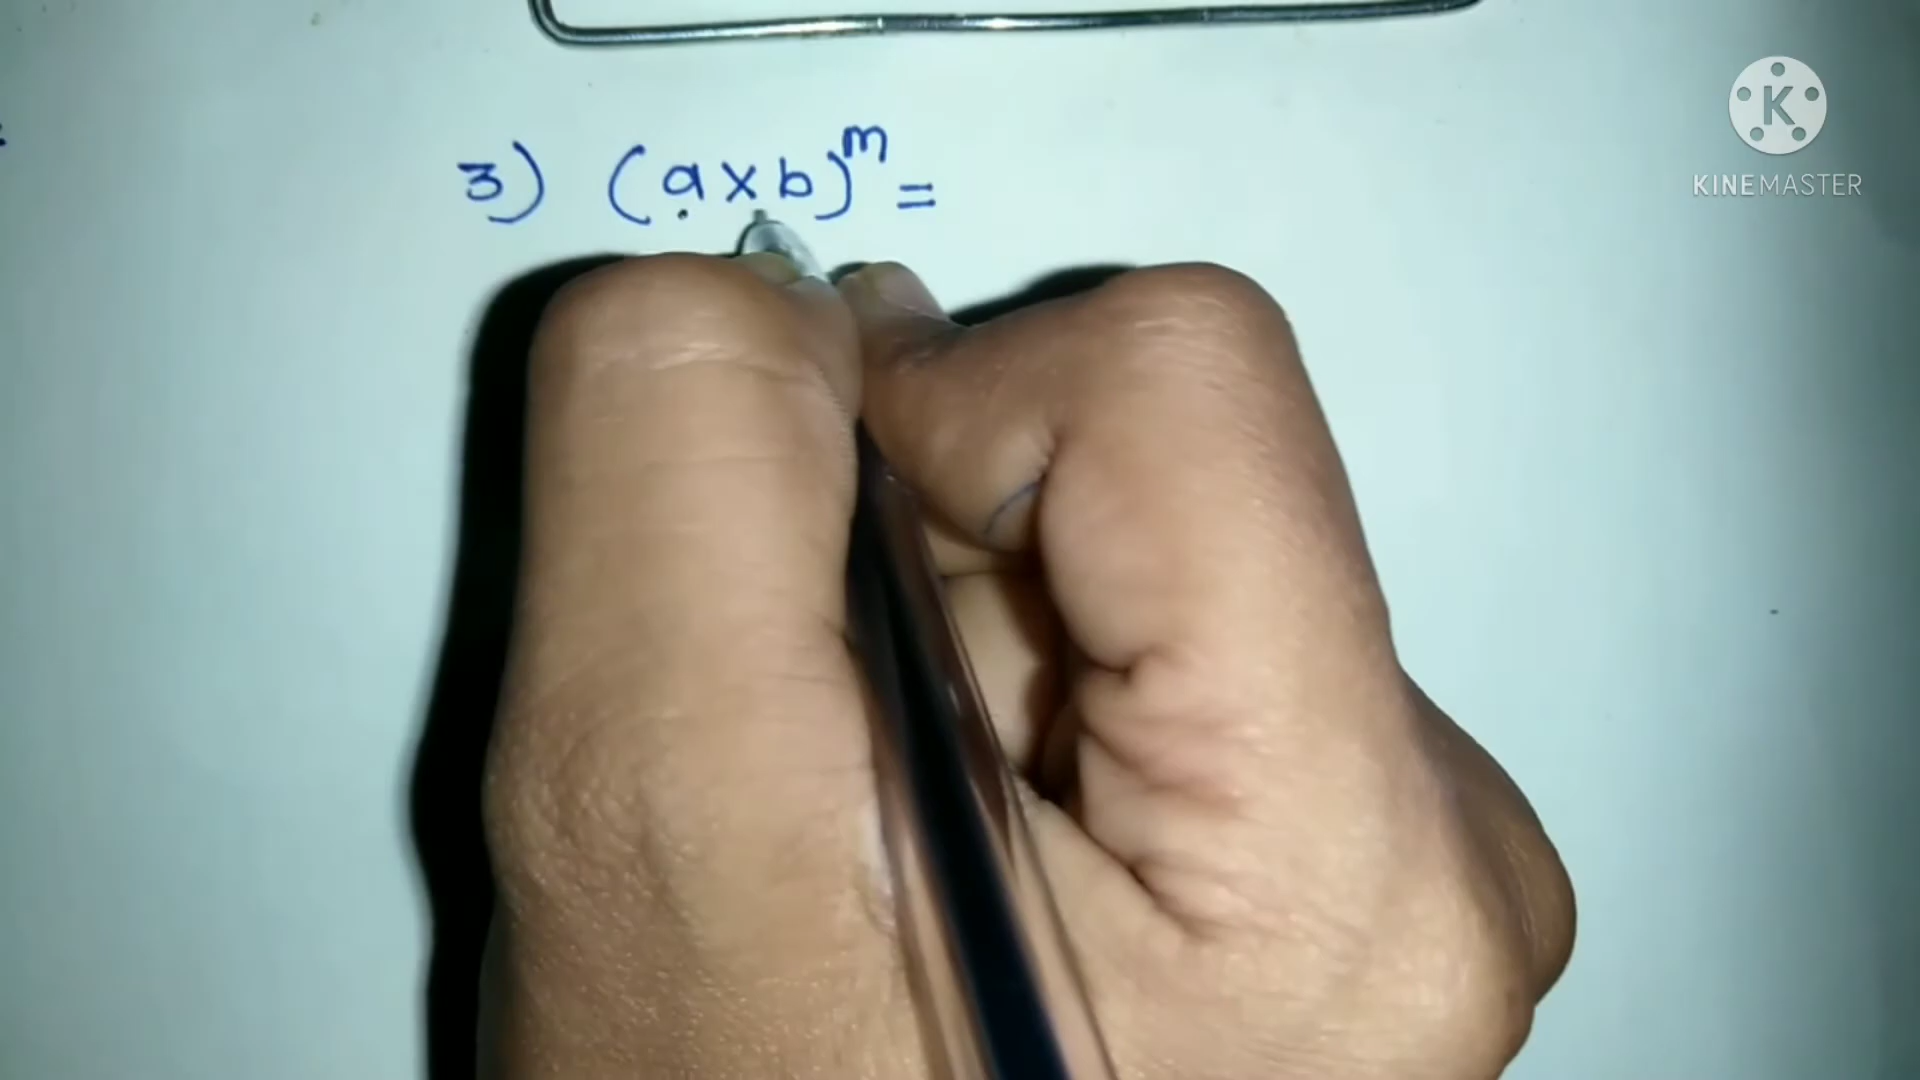 3) (a×b)^m =
K
KINEMASTER